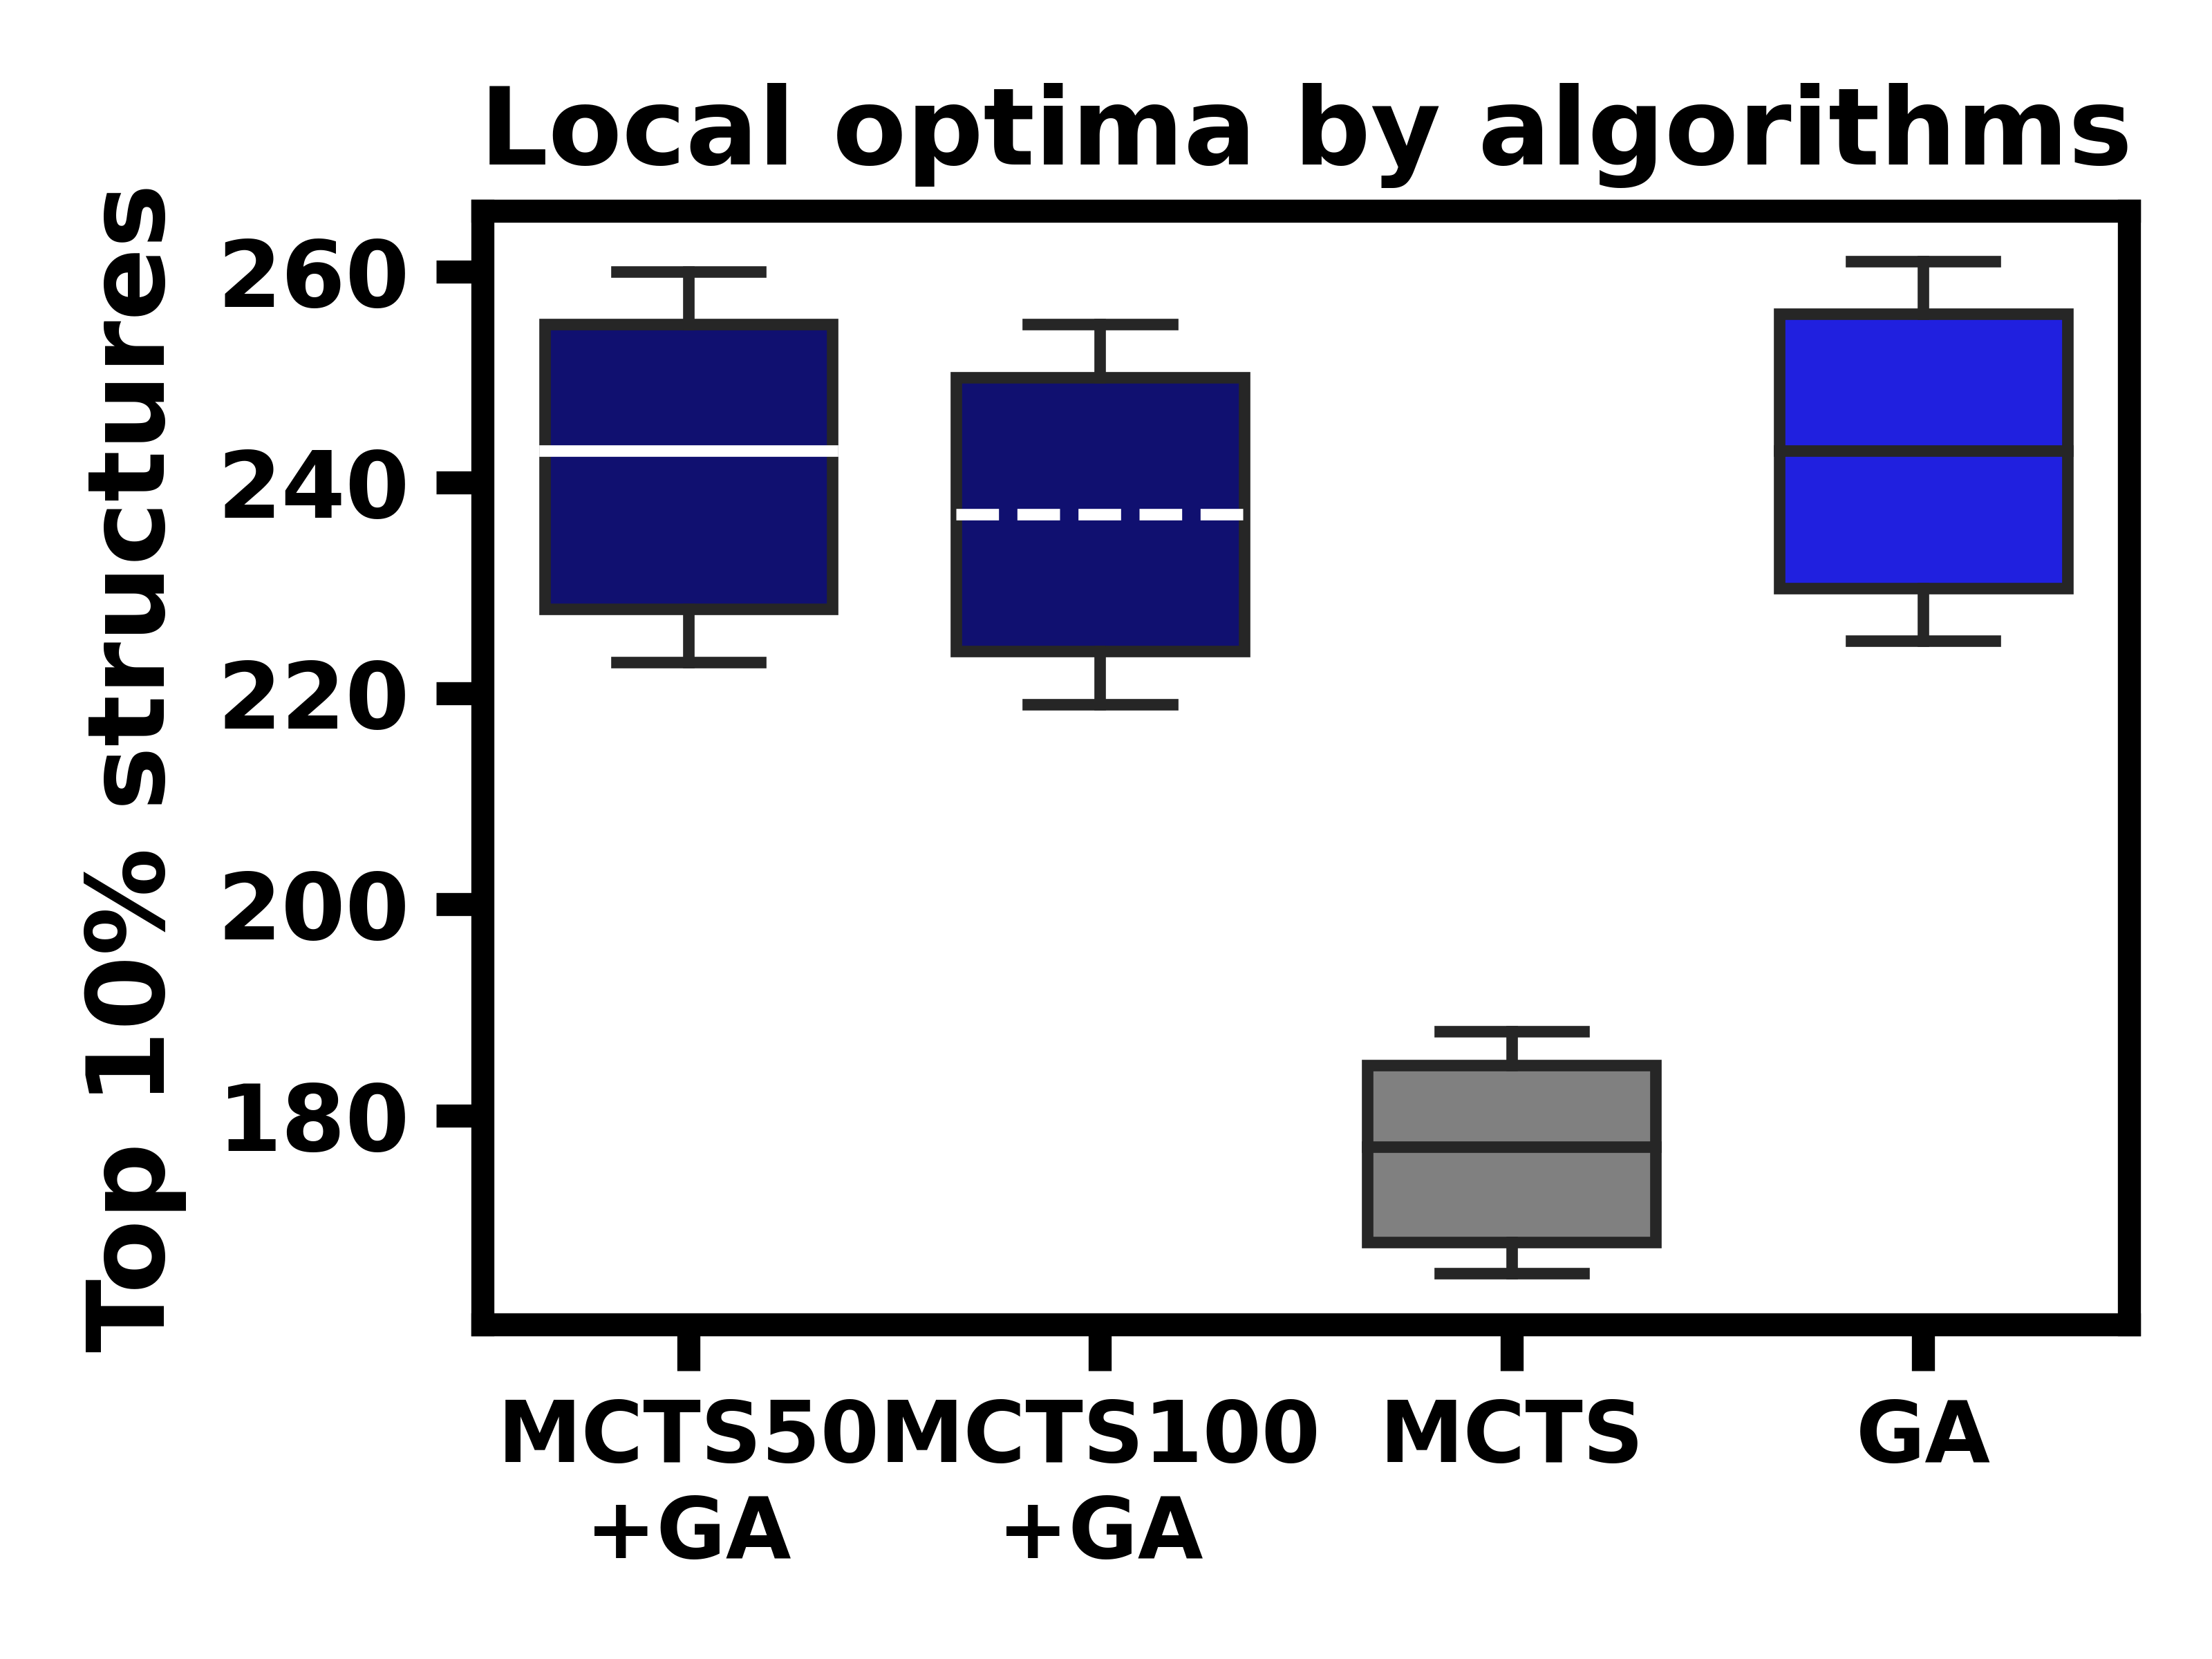 Local optima by algorithms
Top 10% structures
260
240
220
200
180
MCTS50
+GA
MCTS100
+GA
MCTS
GA